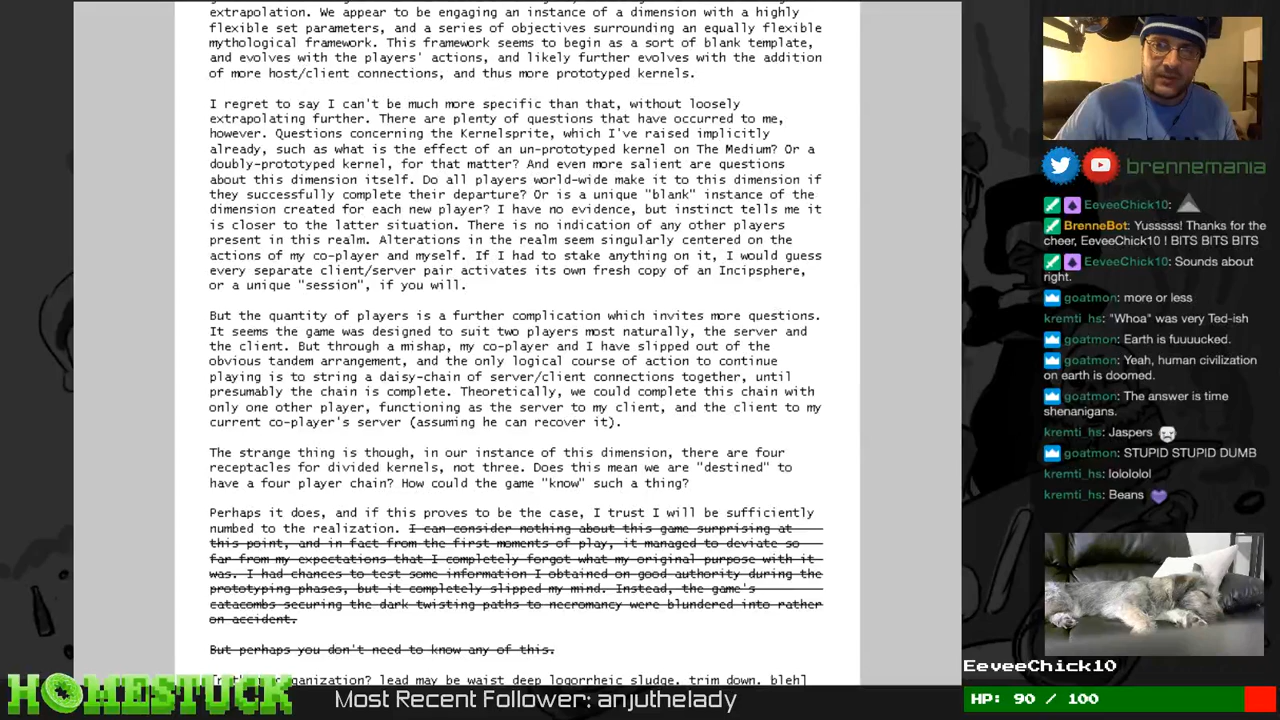 extrapolation. We appear to be engaging an instance of a dimension with a highly
flexible set parameters, and a series of objectives surrounding an equally flexible
mythological framework. This framework seems to begin as a sort of blank template,
and evolves with the players' actions, and likely further evolves with the addition
of more host/client connections, and thus more prototyped kernels.
I regret to say I can't be much more specific than that, without loosely
extrapolating further. There are plenty of questions that have occurred to me,
however. Questions concerning the Kernelsprite, which I've raised implicitly
already, such as what is the effect of an un-prototyped kernel on The Medium? Or a
doubly-prototyped kernel, for that matter? And even more salient are questions
about this dimension itself. Do all players world-wide make it to this dimension if
they successfully complete their departure? Or is a unique "blank" instance of the
dimension created for each new player? I have no evidence, but instinct tells me it
is closer to the latter situation. There is no indication of any other players
present in this realm. Alterations in the realm seem singularly centered on the
actions of my co-player and myself. If I had to stake anything on it, I would guess
every separate client/server pair activates its own fresh copy of an Incipsphere,
or a unique "session", if you will.
But the quantity of players is a further complication which invites more questions.
It seems the game was designed to suit two players most naturally, the server and
the client. But through a mishap, my co-player and I have slipped out of the
obvious tandem arrangement, and the only logical course of action to continue
playing is to string a daisy-chain of server/client connections together, until
presumably the chain is complete. Theoretically, we could complete this chain with
only one other player, functioning as the server to my client, and the client to my
current co-player's server (assuming he can recover it).
The strange thing is though, in our instance of this dimension, there are four
receptacles for divided kernels, not three. Does this mean we are "destined" to
have a four player chain? How could the game "know" such a thing?
Perhaps it does, and if this proves to be the case, I trust I will be sufficiently
numbed to the realization. I can consider nothing about this game surprising at
this point, and in fact from the first moments of play, it managed to deviate so
far from my expectations that I completely forgot what my original purpose with it
was. I had chances to test some information I obtained on good authority during the
prototyping phases, but it completely slipped my mind. Instead, the game's
catacombs securing the dark twisting paths to necromancy were blundered into rather
on accident.
But perhaps you don't need to know any of this.
organization? lead may be waist deep logorrheic sludge. trim down. bleh]
brennemania
EeveeChick10:
BrenneBot: Yusssss! Thanks for the
cheer, EeveeChick10 ! BITS BITS BITS
EeveeChick10: Sounds about
right.
goatmon: more or less
kremti_hs: "Whoa" was very Ted-ish
goatmon: Earth is fuuuucked.
goatmon: Yeah, human civilization
on earth is doomed.
goatmon: The answer is time
shenanigans.
kremti_hs: Jaspers
goatmon: STUPID STUPID DUMB
kremti_hs: lolololol
kremti_hs: Beans
EeveeChick10
HP: 90 / 100
HOMESTUCK
Most Recent Follower: anjuthelady